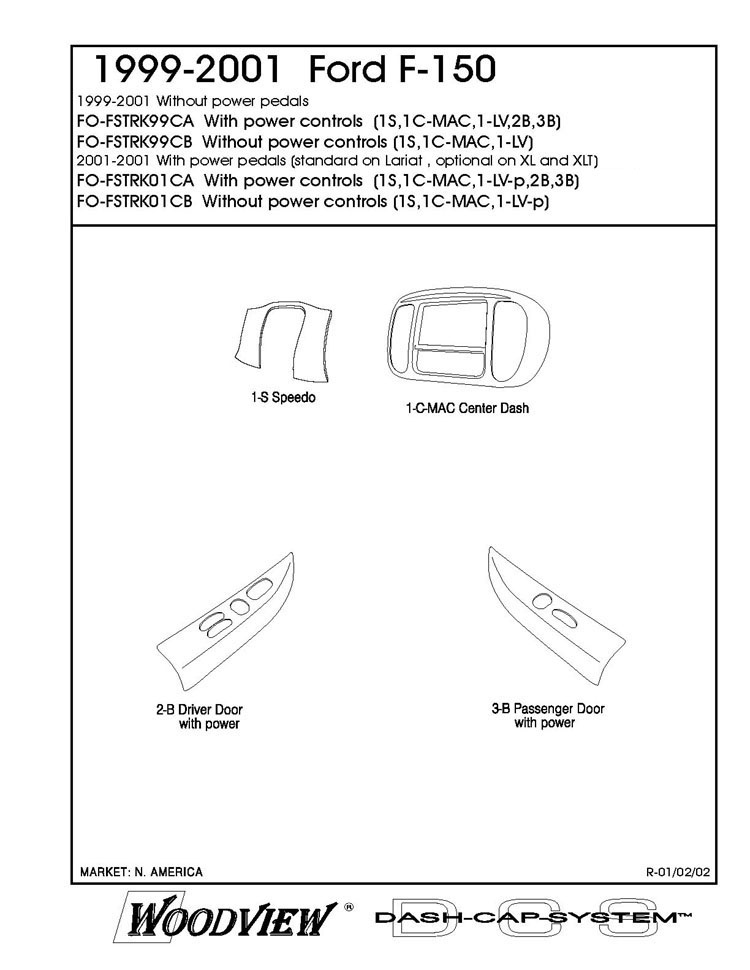 1999-2001 Ford F-150
1999-2001 Without power pedals
FO-FSTRK99CA With power controls (1S,1C-MAC,1-LV,2B,3B)
FO-FSTRK99CB Without power controls (1S,1C-MAC,1-LV)
2001-2001 With power pedals (standard on Lariat , optional on XL and XLT)
FO-FSTRK01CA With power controls (1S,1C-MAC,1-LV-p,2B,3B)
FO-FSTRK01CB Without power controls (1S,1C-MAC,1-LV-p)
1-S Speedo
1-C-MAC Center Dash
2-B Driver Door
with power
3-B Passenger Door
with power
MARKET: N. AMERICA
R-01/02/02
WOODVIEW ®
DCS
DASH-CAP-SYSTEM™